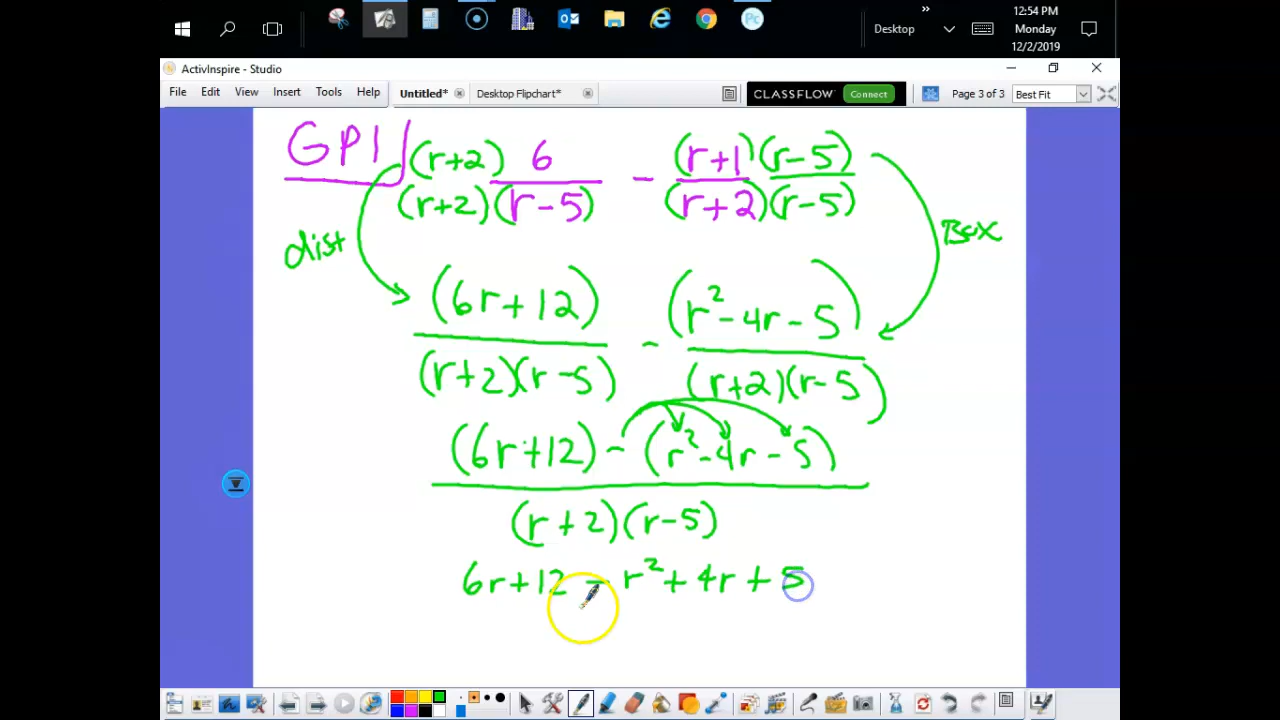 12:54 PM
Desktop
Monday
12/2/2019
ActivInspire - Studio
File Edit View Insert Tools Help Untitled* Desktop Flipchart* CLASSFLOW Connect Page 3 of 3 Best Fit
GP1 (r+2) 6 - (r+1)(r-5)
(r+2)(r-5) (r+2)(r-5)
dist Box
(6r+12) - (r²-4r-5)
(r+2)(r-5) (r+2)(r-5)
(6r+12)-(r²-4r-5)
(r+2)(r-5)
6r+12-r²+4r+5